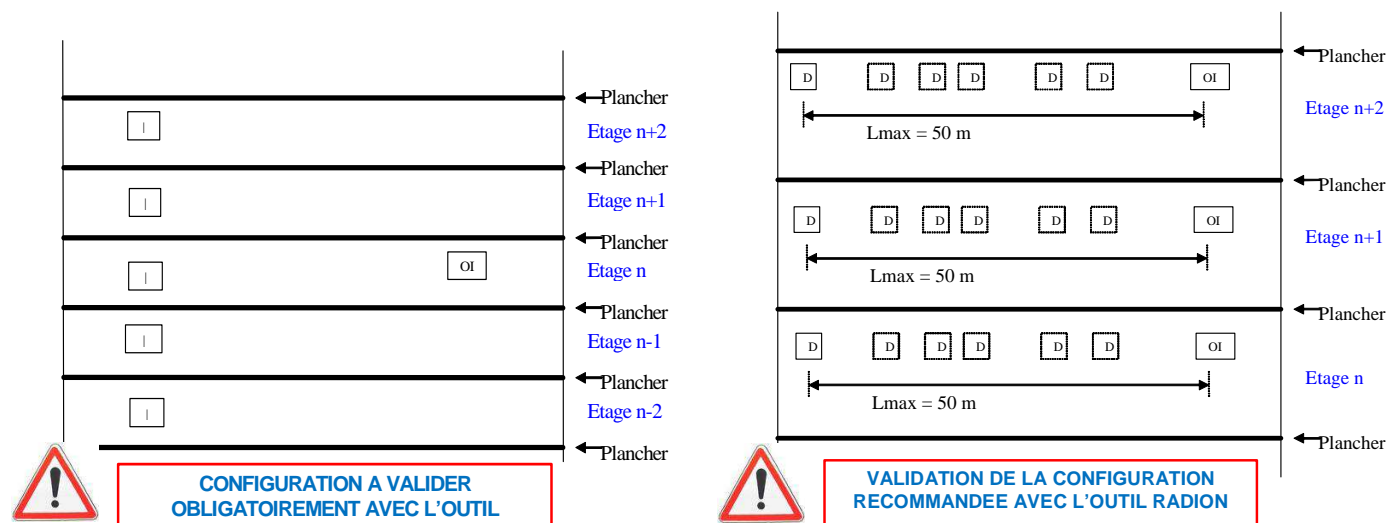 Plancher
Etage n+2
|
Plancher
Etage n+1
|
Plancher
Etage n
|
OI
Plancher
Etage n-1
|
Plancher
Etage n-2
|
Plancher
CONFIGURATION A VALIDER
OBLIGATOIREMENT AVEC L'OUTIL
Plancher
D D D D D D OI
Etage n+2
Lmax = 50 m
Plancher
D D D D D D OI
Etage n+1
Lmax = 50 m
Plancher
D D D D D D OI
Etage n
Lmax = 50 m
Plancher
VALIDATION DE LA CONFIGURATION
RECOMMANDEE AVEC L'OUTIL RADION